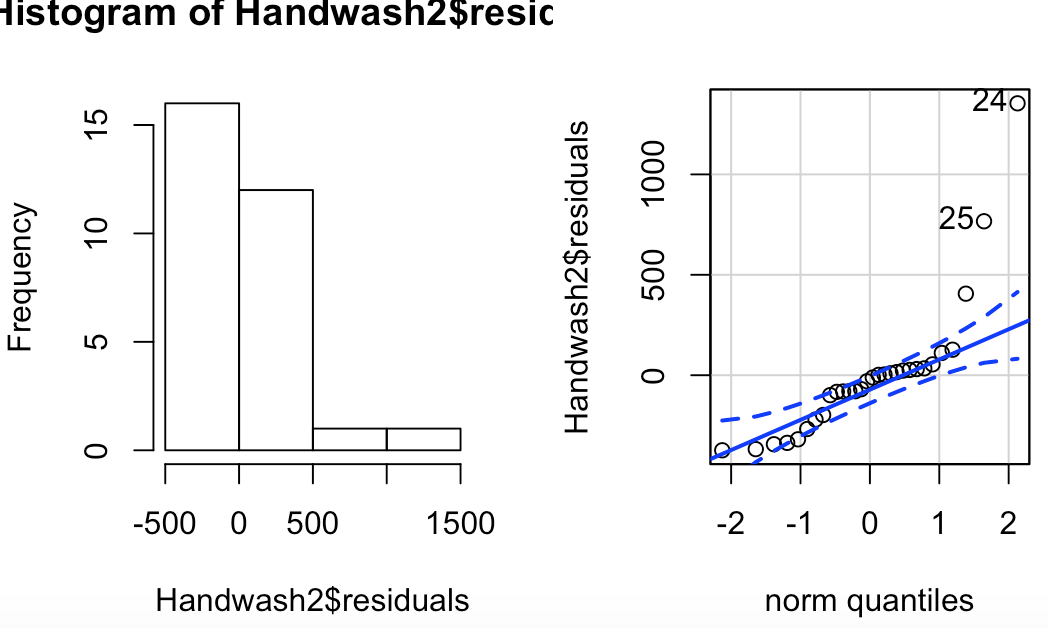 Histogram of Handwash2$resid
Frequency
15
10
5
0
-500 0 500 1500
Handwash2$residuals
Handwash2$residuals
1000
500
0
24
25
-2 -1 0 1 2
norm quantiles